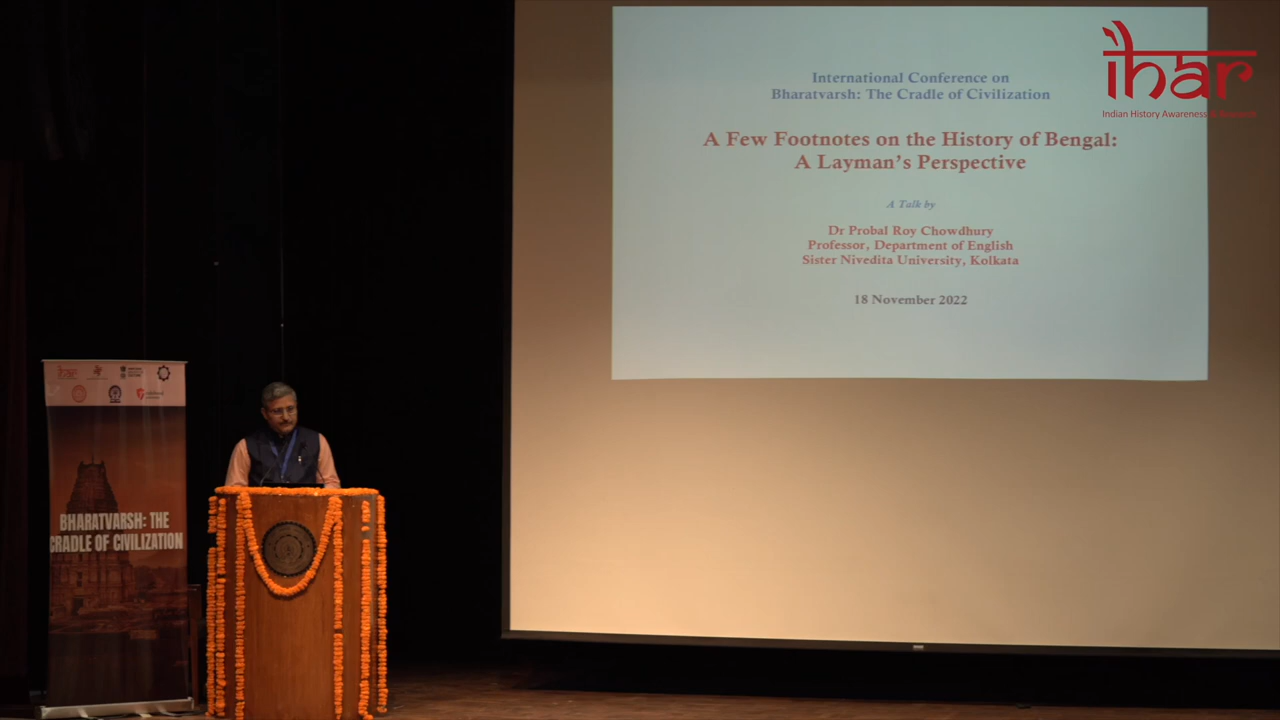 International Conference on
Bharatvarsh: The Cradle of Civilization
A Few Footnotes on the History of Bengal:
A Layman's Perspective
A Talk by
Dr Probal Roy Chowdhury
Professor, Department of English
Sister Nivedita University, Kolkata
18 November 2022
ihar
Indian History Awareness &
BHARATVARSH: THE
CRADLE OF CIVILIZATION